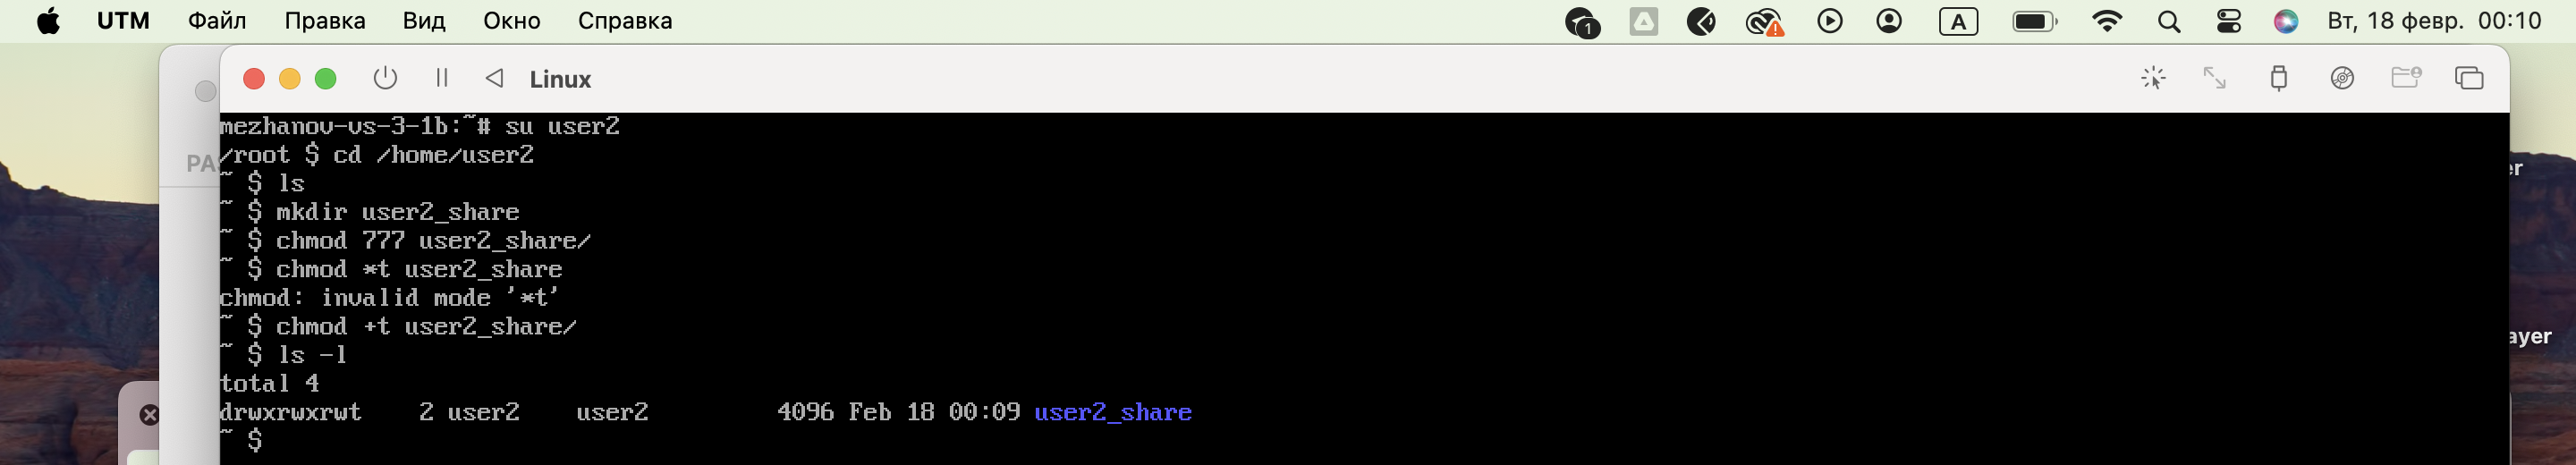 UTM Файл Правка Вид Окно Справка 1 A Вт, 18 февр. 00:10
Linux
mezhanov-vs-3-1b:~# su user2
/root $ cd /home/user2
~ $ ls
~ $ mkdir user2_share
~ $ chmod 777 user2_share/
~ $ chmod *t user2_share
chmod: invalid mode '*t'
~ $ chmod +t user2_share/
~ $ ls -l
total 4
drwxrwxrwt 2 user2 user2 4096 Feb 18 00:09 user2_share
~ $
PA
er
ayer